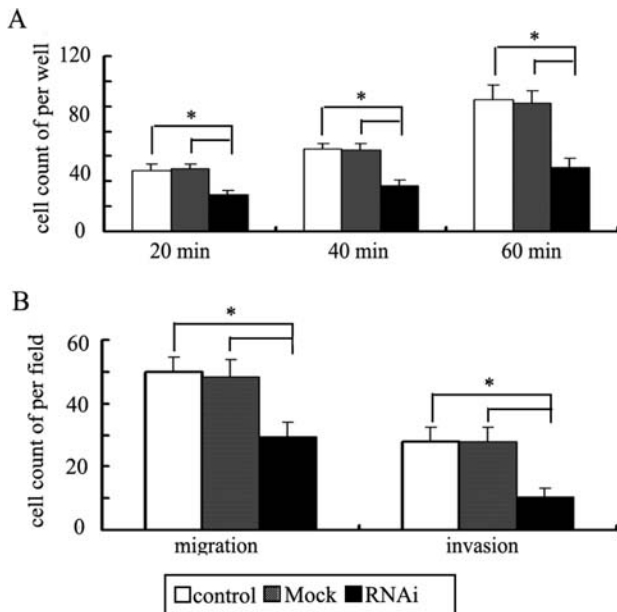 A
cell count of per well
120
80
40
0
*
*
*
20 min
40 min
60 min
B
cell count of per field
60
40
20
0
*
*
migration
invasion
control Mock RNAi